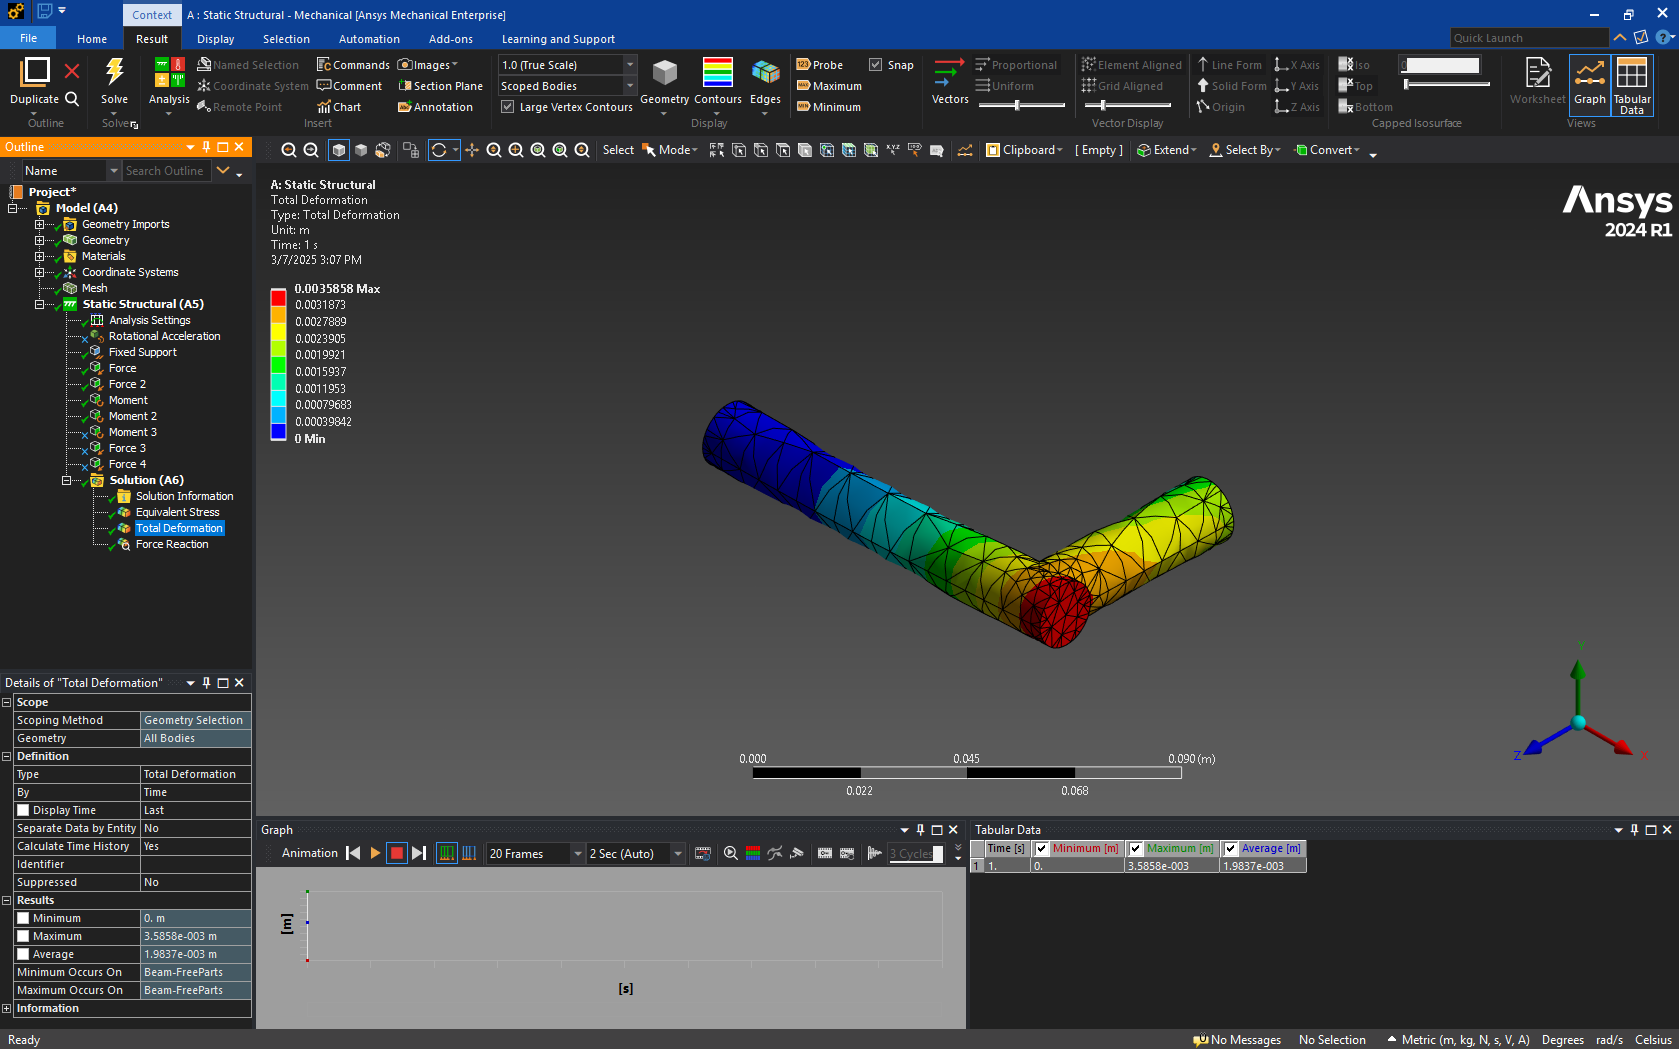 Context
A : Static Structural - Mechanical [Ansys Mechanical Enterprise]
File
Home
Result
Display
Selection
Automation
Add-ons
Learning and Support
Quick Launch
Duplicate
Outline
Solve
Solver
Analysis
Named Selection
Coordinate System
Remote Point
Commands
Comment
Chart
Images
Section Plane
Annotation
Insert
1.0 (True Scale)
Scoped Bodies
Large Vertex Contours
Geometry
Contours
Edges
Display
Probe
Maximum
Minimum
Snap
Vectors
Proportional
Uniform
Element Aligned
Grid Aligned
Line Form
Solid Form
Origin
X Axis
Y Axis
Z Axis
Vector Display
Iso
Top
Bottom
0
Capped Isosurface
Worksheet
Graph
Tabular
Data
Views
Outline
Name
Search Outline
Select
Mode
Clipboard
[ Empty ]
Extend
Select By
Convert
Project*
Model (A4)
Geometry Imports
Geometry
Materials
Coordinate Systems
Mesh
Static Structural (A5)
Analysis Settings
Rotational Acceleration
Fixed Support
Force
Force 2
Moment
Moment 2
Moment 3
Force 3
Force 4
Solution (A6)
Solution Information
Equivalent Stress
Total Deformation
Force Reaction
A: Static Structural
Total Deformation
Type: Total Deformation
Unit: m
Time: 1 s
3/7/2025 3:07 PM
0.0035858 Max
0.0031873
0.0027889
0.0023905
0.0019921
0.0015937
0.0011953
0.00079683
0.00039842
0 Min
Ansys
2024 R1
0.000
0.045
0.090 (m)
0.022
0.068
Y
Z
X
Details of "Total Deformation"
Scope
Scoping Method
Geometry Selection
Geometry
All Bodies
Definition
Type
Total Deformation
By
Time
Display Time
Last
Separate Data by Entity
No
Calculate Time History
Yes
Identifier
Suppressed
No
Results
Minimum
0. m
Maximum
3.5858e-003 m
Average
1.9837e-003 m
Minimum Occurs On
Beam-FreeParts
Maximum Occurs On
Beam-FreeParts
Information
Graph
Animation
20 Frames
2 Sec (Auto)
3 Cycles
[m]
[s]
Tabular Data
Time [s]
Minimum [m]
Maximum [m]
Average [m]
1
1.
0.
3.5858e-003
1.9837e-003
Ready
No Messages
No Selection
Metric (m, kg, N, s, V, A)
Degrees
rad/s
Celsius